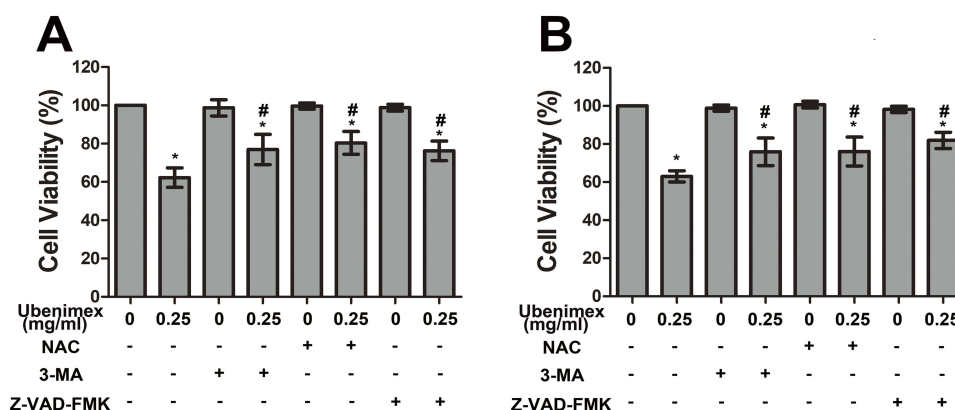 A
Cell Viability (%)
120
100
80
60
40
20
0
* # * # * # *
Ubenimex
(mg/ml) 0 0.25 0 0.25 0 0.25 0 0.25
NAC - - - - + + - -
3-MA - - + + - - - -
Z-VAD-FMK - - - - - - + +
B
Cell Viability (%)
120
100
80
60
40
20
0
* # * # * # *
Ubenimex
(mg/ml) 0 0.25 0 0.25 0 0.25 0 0.25
NAC - - - - + + - -
3-MA - - + + - - - -
Z-VAD-FMK - - - - - - + +